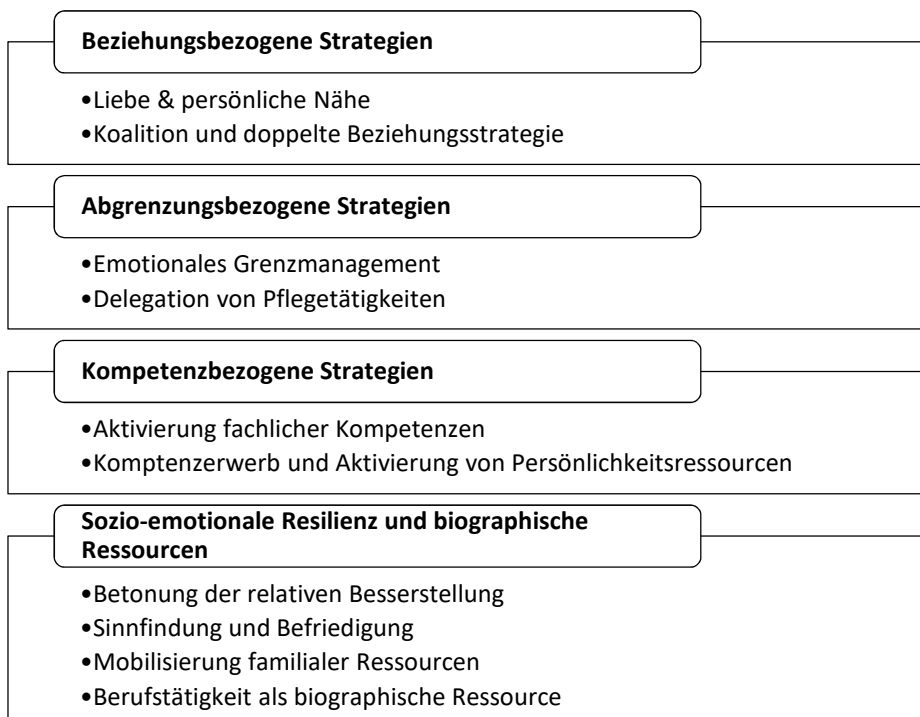 Beziehungsbezogene Strategien
•Liebe & persönliche Nähe
•Koalition und doppelte Beziehungsstrategie
Abgrenzungsbezogene Strategien
•Emotionales Grenzmanagement
•Delegation von Pflegetätigkeiten
Kompetenzbezogene Strategien
•Aktivierung fachlicher Kompetenzen
•Komptenzerwerb und Aktivierung von Persönlichkeitsressourcen
Sozio-emotionale Resilienz und biographische
Ressourcen
•Betonung der relativen Besserstellung
•Sinnfindung und Befriedigung
•Mobilisierung familialer Ressourcen
•Berufstätigkeit als biographische Ressource